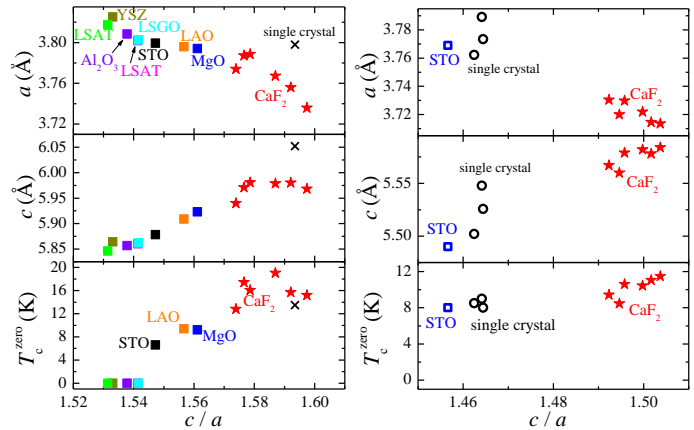 YSZ
LSGO
LSAT
LAO
single crystal
Al₂O₃
LSAT
STO
MgO
CaF₂
a (Å)
3.80
3.76
3.72
c (Å)
6.05
6.00
5.95
5.90
5.85
LAO
CaF₂
STO
MgO
T_c^zero (K)
20
16
12
8
4
0
1.52 1.54 1.56 1.58 1.60
c / a
STO
single crystal
CaF₂
a (Å)
3.78
3.76
3.74
3.72
single crystal
STO
CaF₂
c (Å)
5.55
5.50
STO
single crystal
CaF₂
T_c^zero (K)
12
8
4
0
1.46 1.48 1.50
c / a